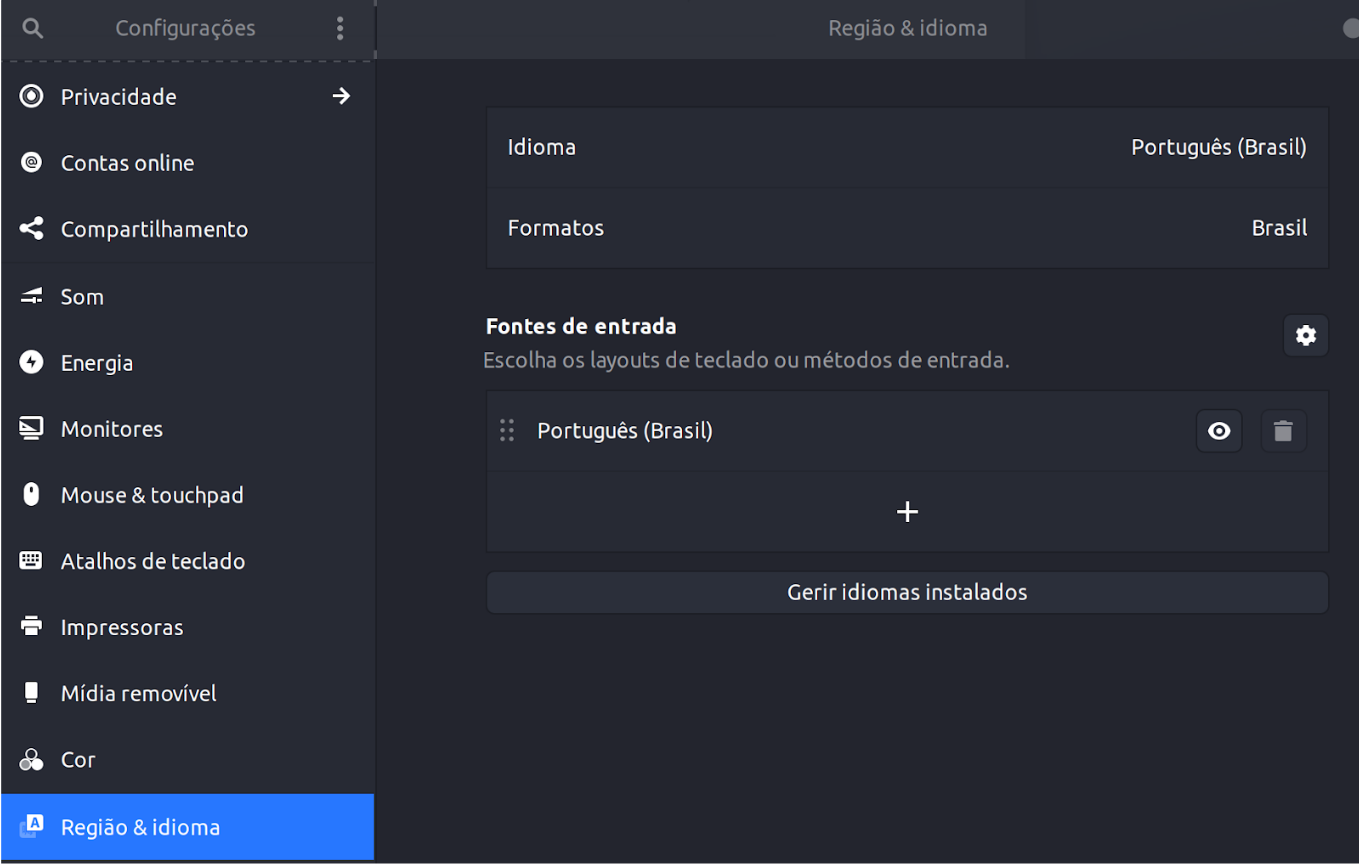 Configurações
Região & idioma
Privacidade
Contas online
Compartilhamento
Som
Energia
Monitores
Mouse & touchpad
Atalhos de teclado
Impressoras
Mídia removível
Cor
Região & idioma
Idioma
Português (Brasil)
Formatos
Brasil
Fontes de entrada
Escolha os layouts de teclado ou métodos de entrada.
Português (Brasil)
Gerir idiomas instalados